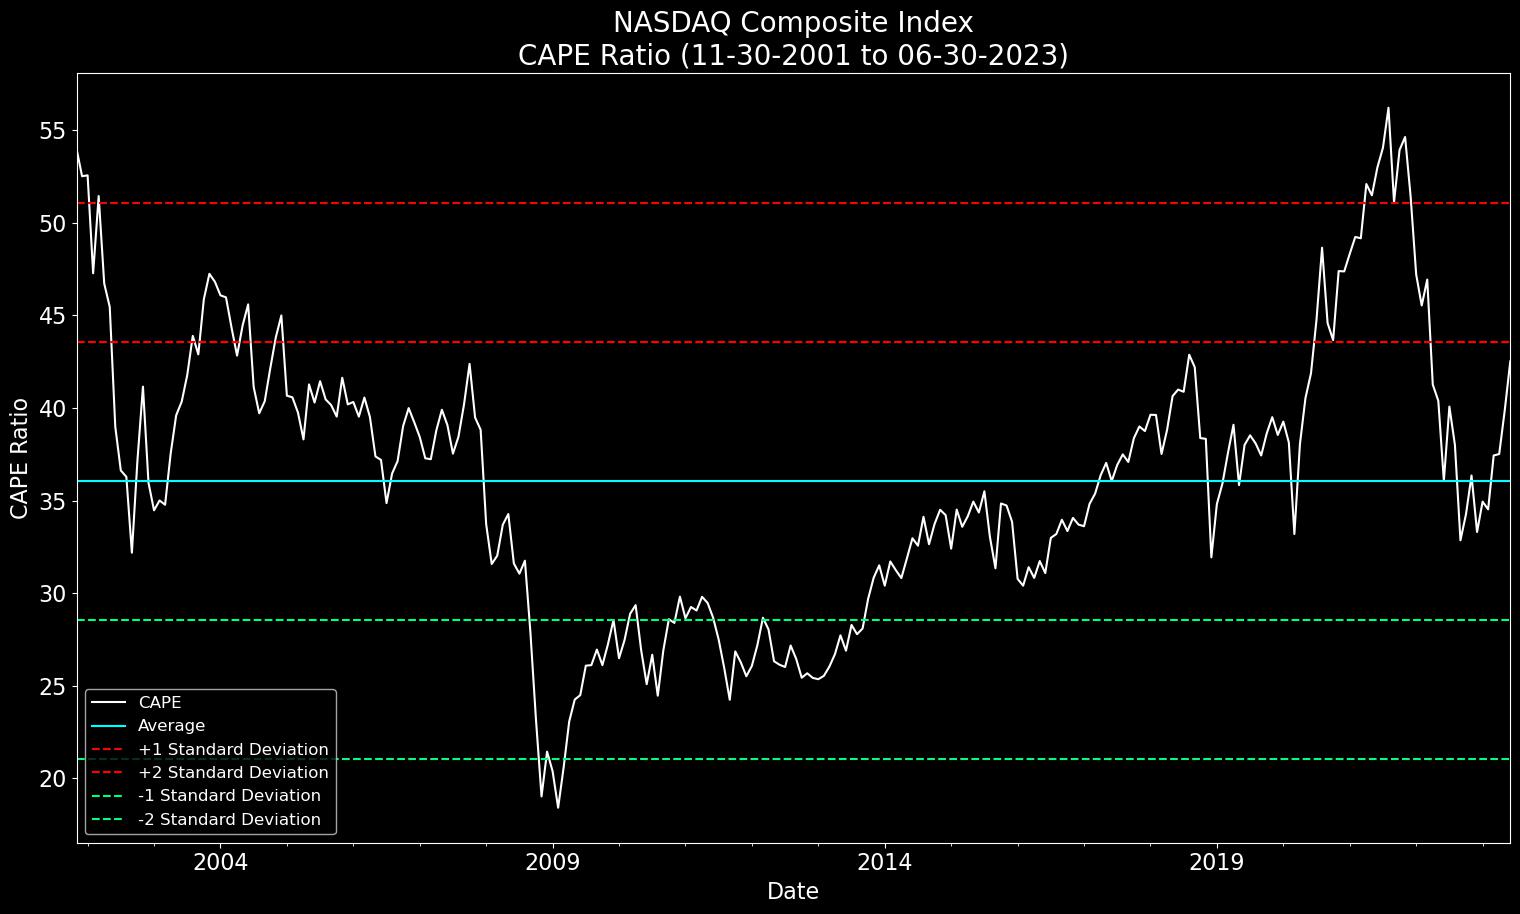 NASDAQ Composite Index
CAPE Ratio (11-30-2001 to 06-30-2023)
CAPE Ratio
55
50
45
40
35
30
25
20
CAPE
Average
+1 Standard Deviation
+2 Standard Deviation
-1 Standard Deviation
-2 Standard Deviation
2004 2009 2014 2019
Date